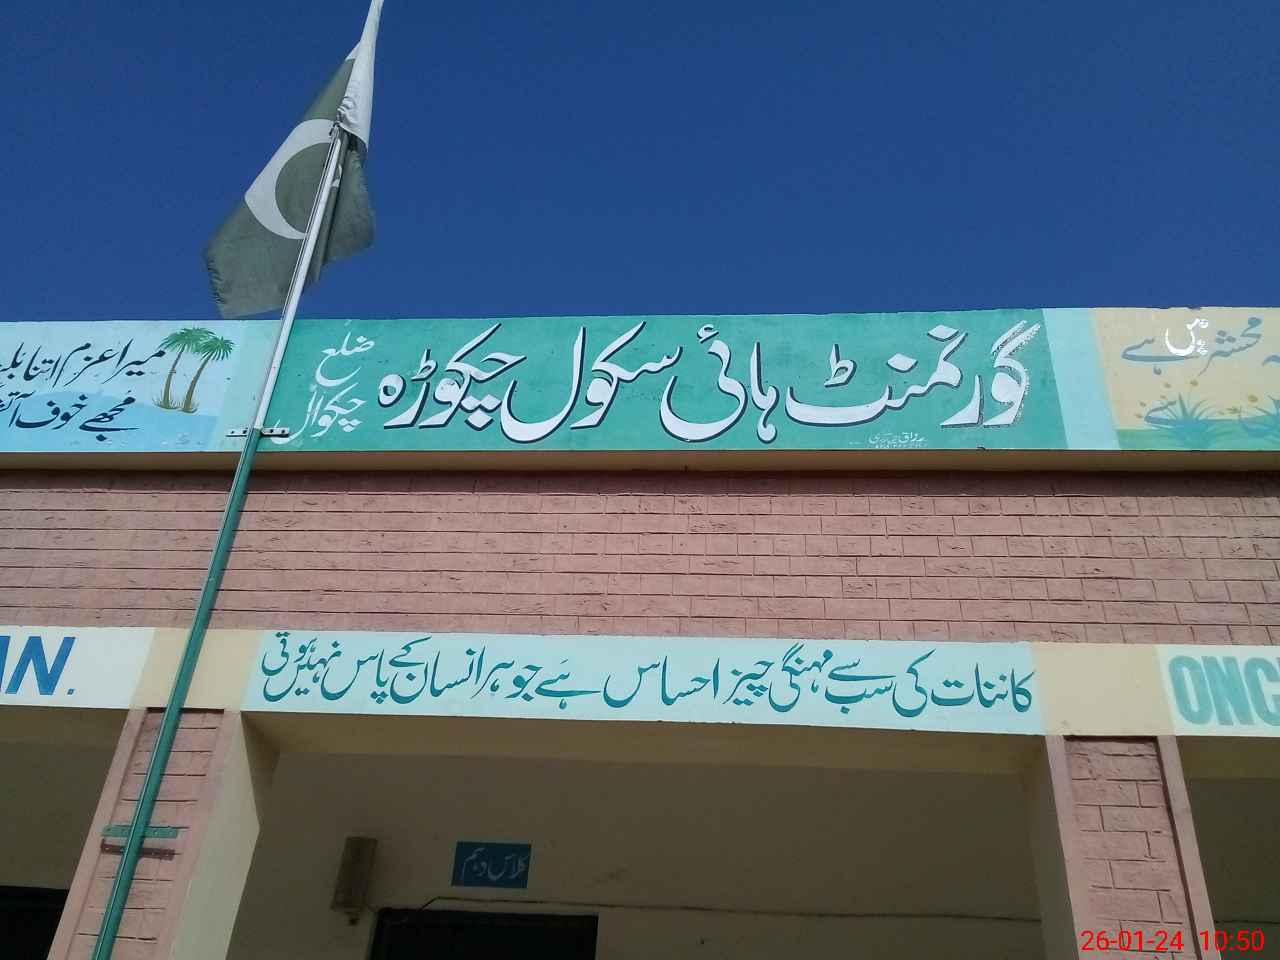 گورنمنٹ ہائی سکول چکوڑہ
ضلع
چکوال
میرا عزم اتنا
مجھے خوف
محشر ہے
میں
کائنات کی سب سے مہنگی چیز احساس ہے جو ہر انسان کے پاس نہیں ہوتی
AN.
ONC
کلاس دہم
26-01-24 10:50